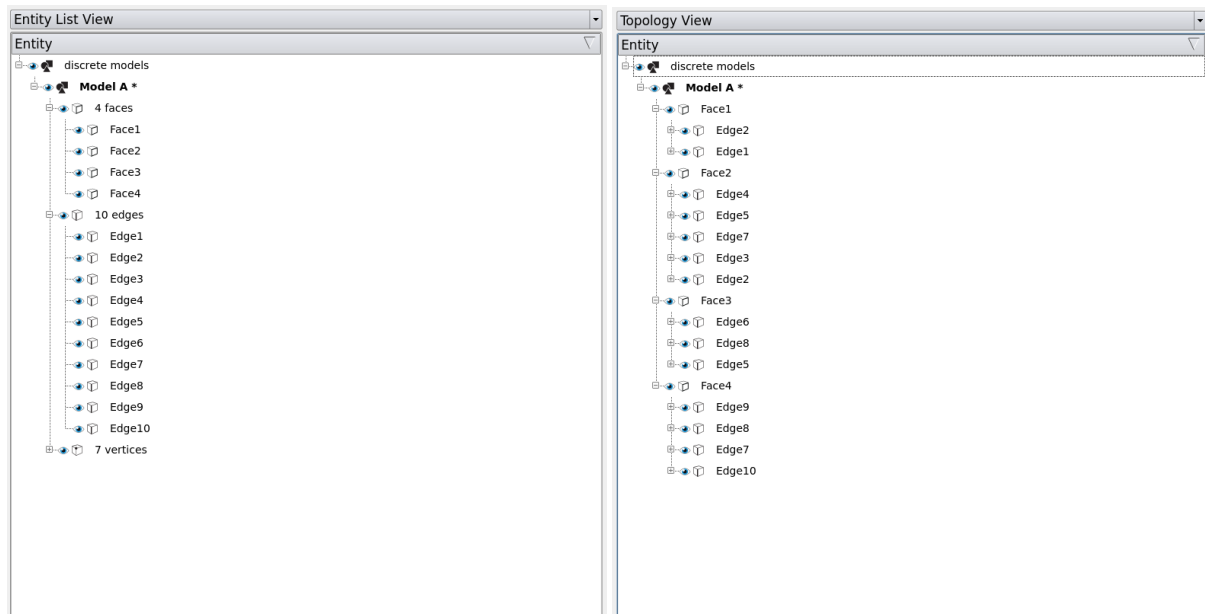 Entity List View
Entity
discrete models
Model A *
4 faces
Face1
Face2
Face3
Face4
10 edges
Edge1
Edge2
Edge3
Edge4
Edge5
Edge6
Edge7
Edge8
Edge9
Edge10
7 vertices
Topology View
Entity
discrete models
Model A *
Face1
Edge2
Edge1
Face2
Edge4
Edge5
Edge7
Edge3
Edge2
Face3
Edge6
Edge8
Edge5
Face4
Edge9
Edge8
Edge7
Edge10